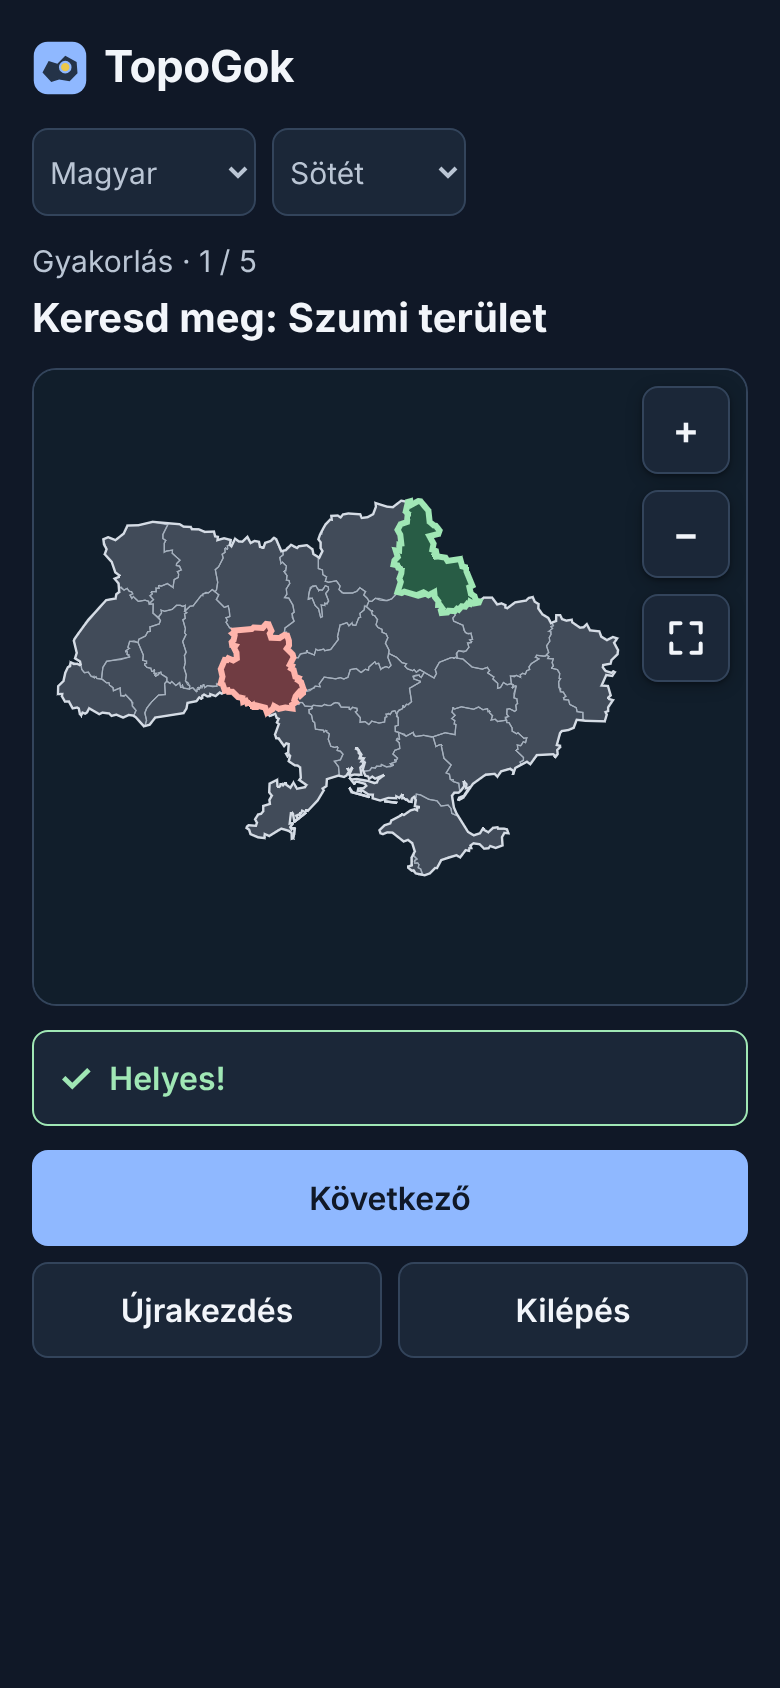 TopoGok
Magyar
Sötét
Gyakorlás · 1 / 5
Keresd meg: Szumi terület
+
−
Helyes!
Következő
Újrakezdés
Kilépés